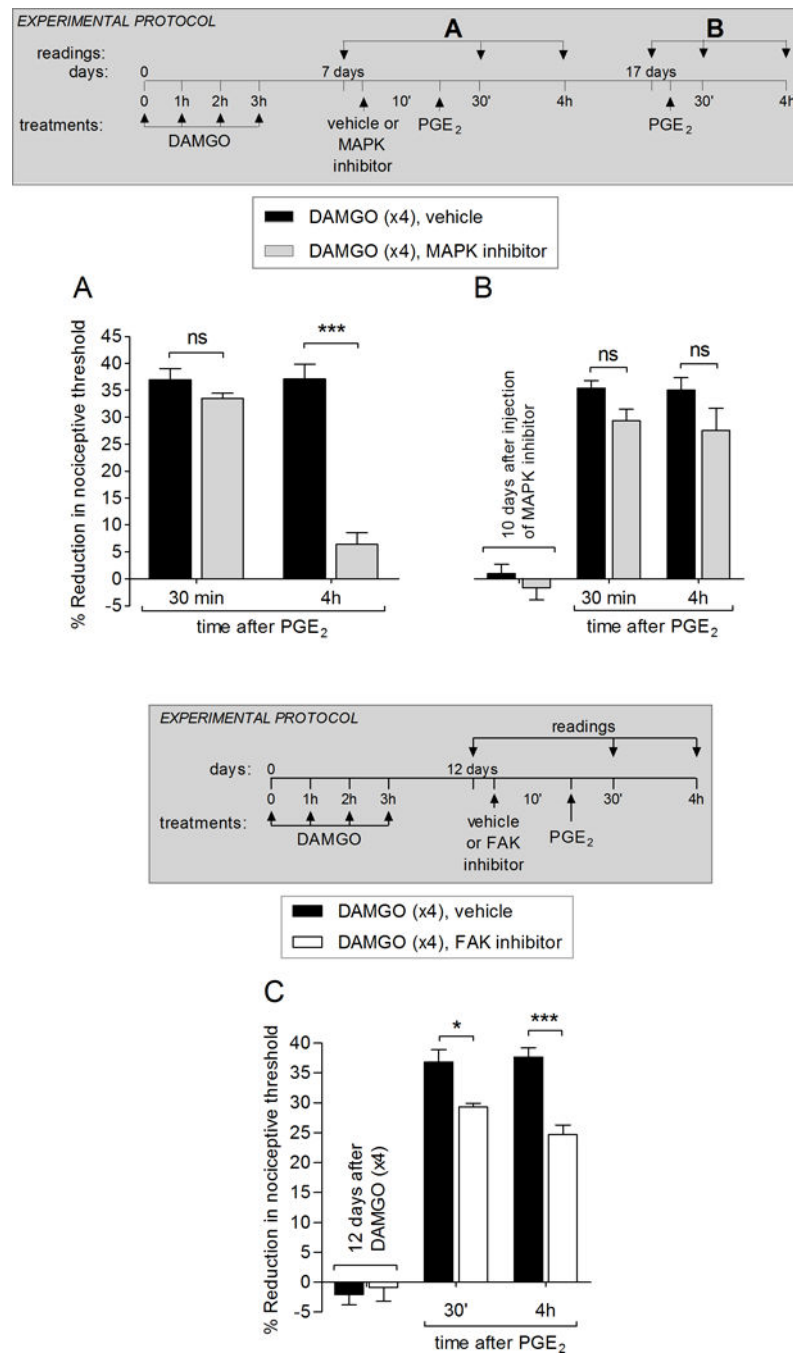 EXPERIMENTAL PROTOCOL
A
B
readings:
days:
0
7 days
17 days
0
1h
2h
3h
10'
30'
4h
30'
4h
treatments:
DAMGO
vehicle or
MAPK
inhibitor
PGE₂
PGE₂
DAMGO (x4), vehicle
DAMGO (x4), MAPK inhibitor
A
% Reduction in nociceptive threshold
45
40
35
30
25
20
15
10
5
0
-5
ns
***
30 min
4h
time after PGE₂
B
10 days after injection
of MAPK inhibitor
ns
ns
30 min
4h
time after PGE₂
EXPERIMENTAL PROTOCOL
readings
days:
0
12 days
0
1h
2h
3h
10'
30'
4h
treatments:
DAMGO
vehicle
or FAK
inhibitor
PGE₂
DAMGO (x4), vehicle
DAMGO (x4), FAK inhibitor
C
% Reduction in nociceptive threshold
40
35
30
25
20
15
10
5
0
-5
12 days after
DAMGO (x4)
*
***
30'
4h
time after PGE₂